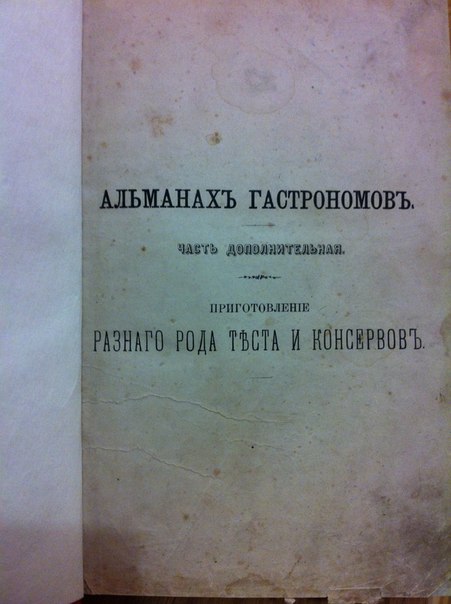 АЛЬМАНАХЪ ГАСТРОНОМОВЪ.
ЧАСТЬ ДОПОЛНИТЕЛЬНАЯ.
ПРИГОТОВЛЕНІЕ
РАЗНАГО РОДА ТѢСТА И КОНСЕРВОВЪ.